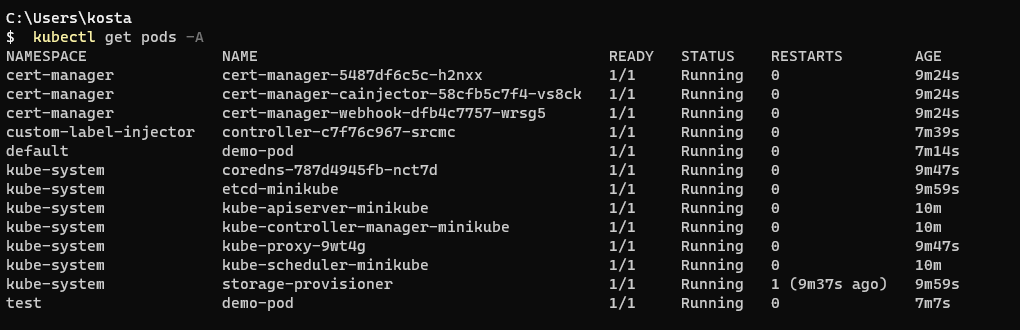 C:\Users\kosta
$  kubectl get pods -A
NAMESPACE               NAME                                       READY   STATUS    RESTARTS        AGE
cert-manager            cert-manager-5487df6c5c-h2nxx              1/1     Running   0               9m24s
cert-manager            cert-manager-cainjector-58cfb5c7f4-vs8ck   1/1     Running   0               9m24s
cert-manager            cert-manager-webhook-dfb4c7757-wrsg5       1/1     Running   0               9m24s
custom-label-injector   controller-c7f76c967-srcmc                 1/1     Running   0               7m39s
default                 demo-pod                                   1/1     Running   0               7m14s
kube-system             coredns-787d4945fb-nct7d                   1/1     Running   0               9m47s
kube-system             etcd-minikube                              1/1     Running   0               9m59s
kube-system             kube-apiserver-minikube                    1/1     Running   0               10m
kube-system             kube-controller-manager-minikube           1/1     Running   0               10m
kube-system             kube-proxy-9wt4g                           1/1     Running   0               9m47s
kube-system             kube-scheduler-minikube                    1/1     Running   0               10m
kube-system             storage-provisioner                        1/1     Running   1 (9m37s ago)   9m59s
test                    demo-pod                                   1/1     Running   0               7m7s